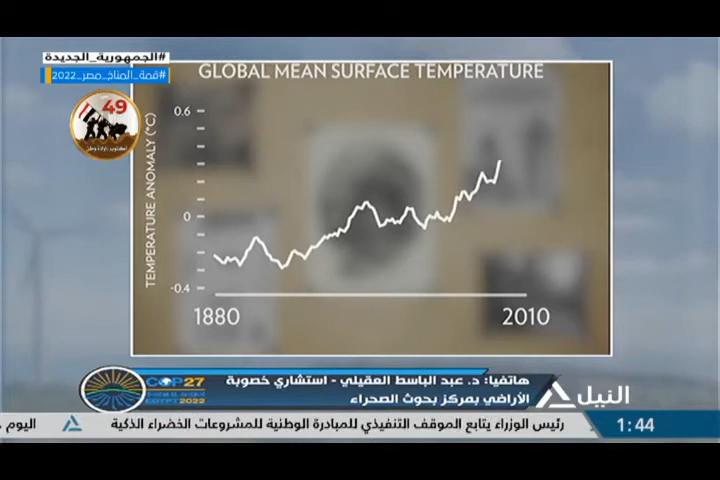 #الجمهورية_الجديدة
#قمة_المناخ_مصر_2022
49
GLOBAL MEAN SURFACE TEMPERATURE
TEMPERATURE ANOMALY (°C)
0.6
0
-0.4
1880
2010
COP27
EGYPT 2022
هاتفيا: د. عبد الباسط العقيلي - استشاري خصوبة
الأراضي بمركز بحوث الصحراء
النيل
1:44
رئيس الوزراء يتابع الموقف التنفيذي للمبادرة الوطنية للمشروعات الخضراء الذكية
اليوم